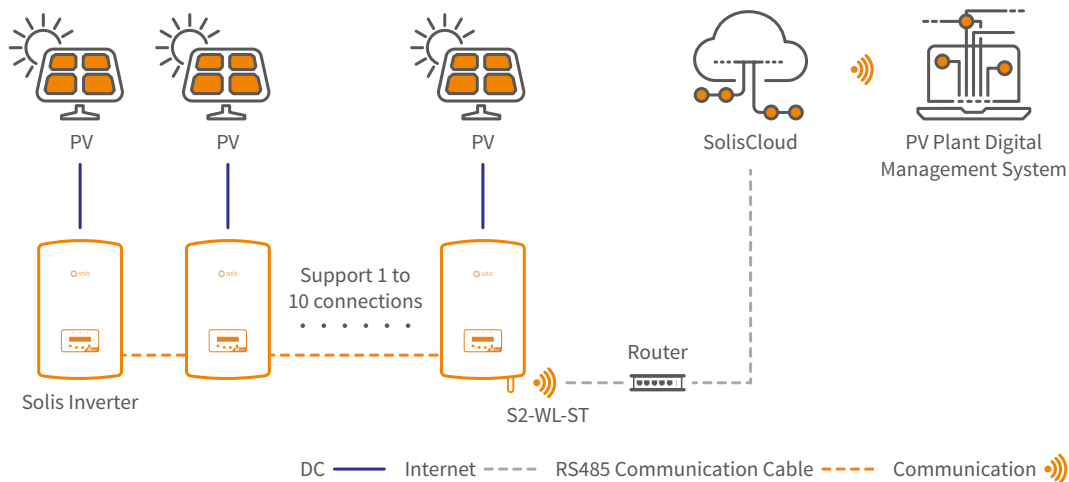 PV
PV
PV
SolisCloud
PV Plant Digital
Management System
solis
solis
solis
Support 1 to
10 connections
Router
Solis Inverter
S2-WL-ST
DC
Internet
RS485 Communication Cable
Communication